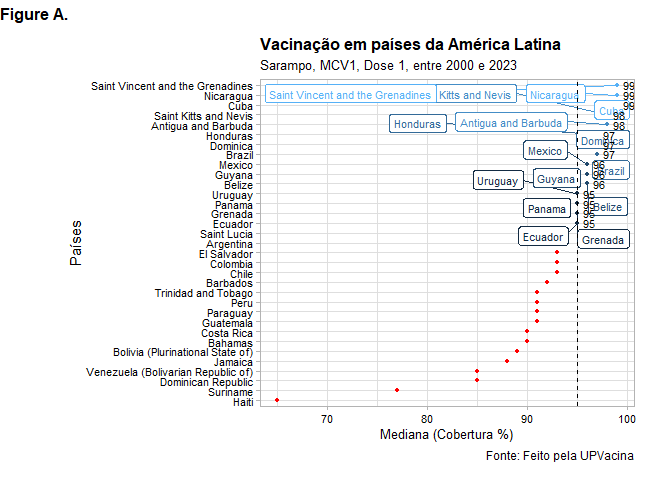 Figure A.
Vacinação em países da América Latina
Sarampo, MCV1, Dose 1, entre 2000 e 2023
Saint Vincent and the Grenadines
Nicaragua
Cuba
Saint Kitts and Nevis
Antigua and Barbuda
Honduras
Dominica
Brazil
Mexico
Guyana
Belize
Uruguay
Panama
Grenada
Ecuador
Saint Lucia
Argentina
El Salvador
Colombia
Chile
Barbados
Trinidad and Tobago
Peru
Paraguay
Guatemala
Costa Rica
Bahamas
Bolivia (Plurinational State of)
Jamaica
Venezuela (Bolivarian Republic of)
Dominican Republic
Suriname
Haiti
Países
99
Saint Vincent and the Grenadines
Kitts and Nevis
Nicaragua
99
Cuba
99
98
Honduras
Antigua and Barbuda
98
97
Dominica
97
Mexico
97
96
Brazil
96
Uruguay
Guyana
96
95
Panama
95
Belize
95
Ecuador
95
Grenada
70 80 90 100
Mediana (Cobertura %)
Fonte: Feito pela UPVacina